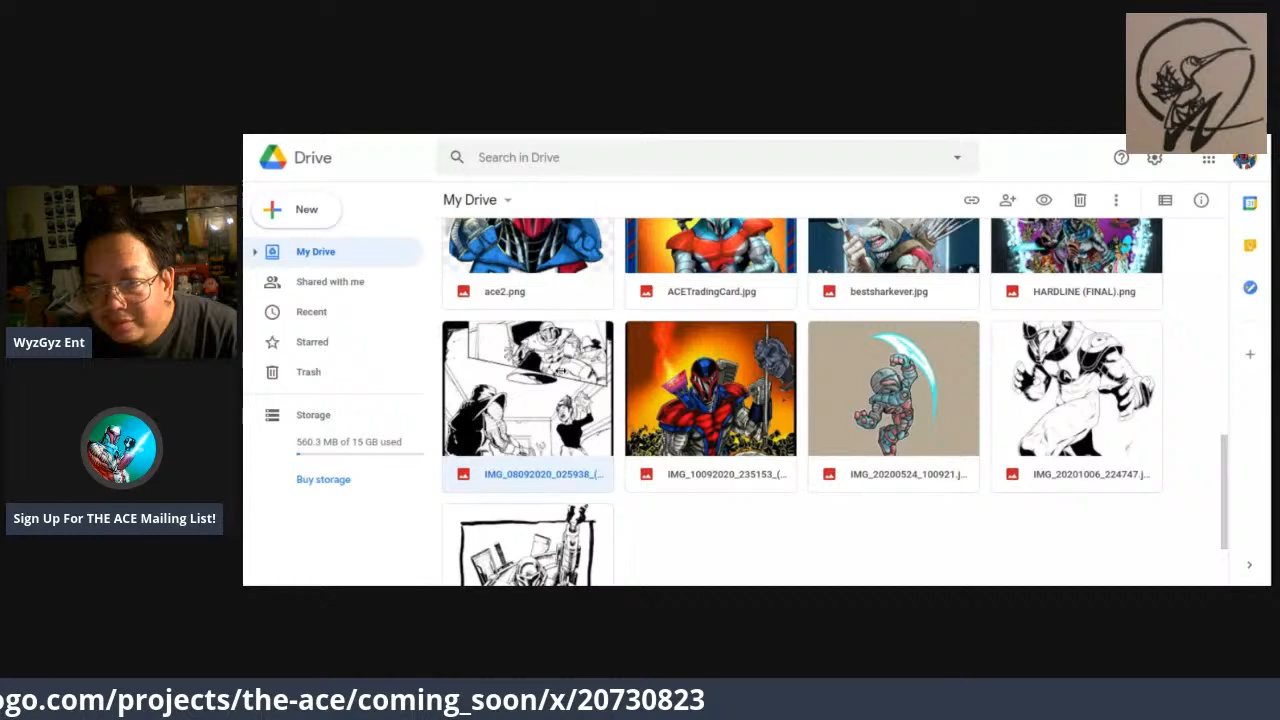 Drive
Search in Drive
New
My Drive
My Drive
Shared with me
Recent
Starred
Trash
Storage
560.3 MB of 15 GB used
Buy storage
ace2.png
ACETradingCard.jpg
bestsharkever.jpg
HARDLINE (FINAL).png
IMG_08092020_025938_(...
IMG_10092020_235153_(...
IMG_20200524_100921.j...
IMG_20201006_224747.j...
WyzGyz Ent
Sign Up For THE ACE Mailing List!
ogo.com/projects/the-ace/coming_soon/x/20730823